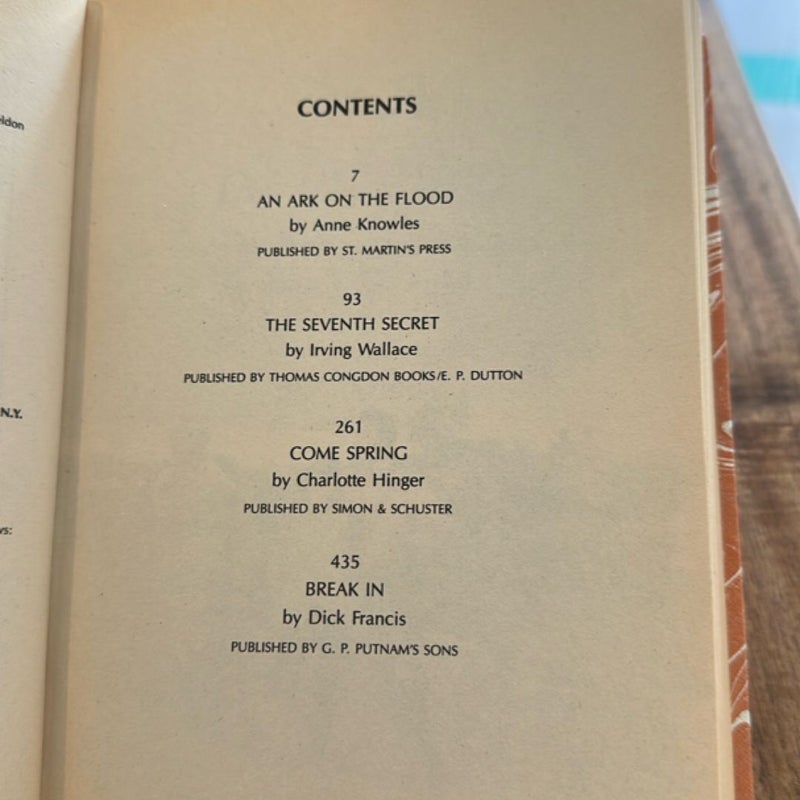 N.Y.
CONTENTS
7
AN ARK ON THE FLOOD
by Anne Knowles
PUBLISHED BY ST. MARTIN'S PRESS
93
THE SEVENTH SECRET
by Irving Wallace
PUBLISHED BY THOMAS CONGDON BOOKS/E. P. DUTTON
261
COME SPRING
by Charlotte Hinger
PUBLISHED BY SIMON & SCHUSTER
435
BREAK IN
by Dick Francis
PUBLISHED BY G. P. PUTNAM'S SONS